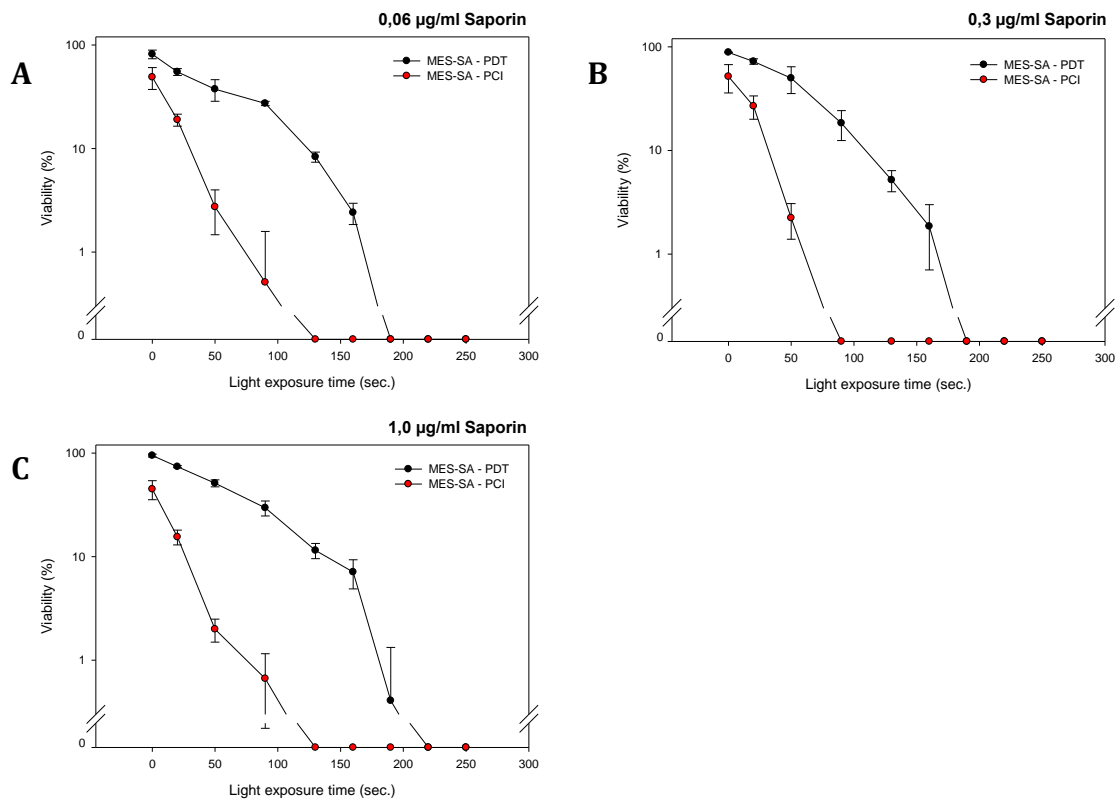 0,06 µg/ml Saporin
A
MES-SA - PDT
MES-SA - PCI
Viability (%)
100
10
1
0
0 50 100 150 200 250 300
Light exposure time (sec.)
0,3 µg/ml Saporin
B
MES-SA - PDT
MES-SA - PCI
Viability (%)
100
10
1
0
0 50 100 150 200 250 300
Light exposure time (sec.)
1,0 µg/ml Saporin
C
MES-SA - PDT
MES-SA - PCI
Viability (%)
100
10
1
0
0 50 100 150 200 250 300
Light exposure time (sec.)